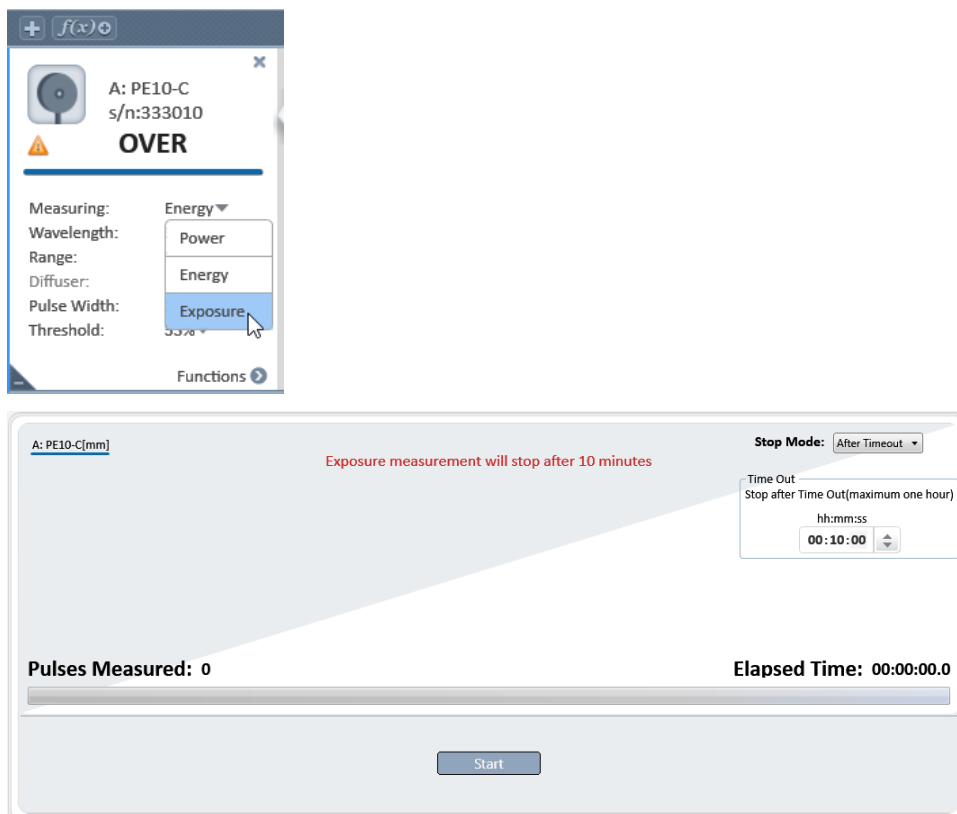 f(x)
A: PE10-C
s/n:333010
OVER
Measuring: Energy
Wavelength:
Power
Range:
Energy
Diffuser:
Pulse Width:
Exposure
Threshold:
Functions
A: PE10-C[mm]
Exposure measurement will stop after 10 minutes
Stop Mode: After Timeout
Time Out
Stop after Time Out(maximum one hour)
hh:mm:ss
00:10:00
Pulses Measured: 0
Elapsed Time: 00:00:00.0
Start